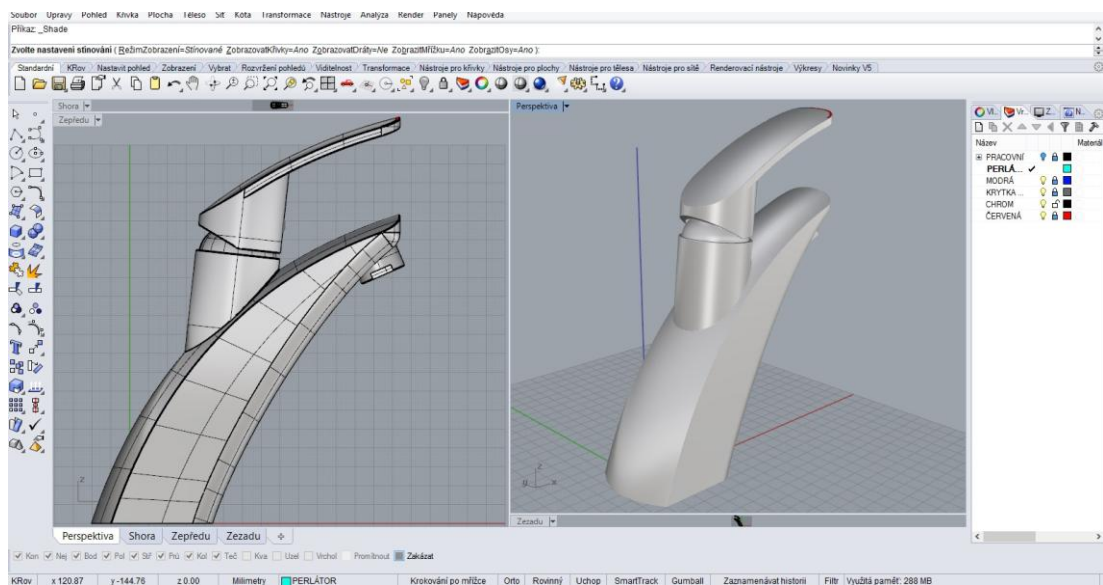 Soubor Úpravy Pohled Křivka Plocha Těleso Síť Kóta Transformace Nástroje Analýza Render Panely Nápověda
Příkaz: _Shade
Zvolte nastavení stínování ( RežimZobrazení=Stínované ZobrazovatKřivky=Ano ZobrazovatDráty=Ne ZobrazitMřížku=Ano ZobrazitOsy=Ano ):
Standardní KRov Nastavit pohled Zobrazení Vybrat Rozvržení pohledů Viditelnost Transformace Nástroje pro křivky Nástroje pro plochy Nástroje pro tělesa Nástroje pro sítě Renderovací nástroje Výkresy Novinky V5
Shora
Zepředu
z
Perspektiva
z
y x
Zezadu
Vl... Vr... Z... N...
Název Materiál
PRACOVNÍ
PERLÁ...
MODRÁ
KRYTKA ...
CHROM
ČERVENÁ
Perspektiva Shora Zepředu Zezadu
Kon Nej Bod Pol Stř Prů Kol Teč Kva Uzel Vrchol Promítnout Zakázat
KRov x 120.87 y -144.76 z 0.00 Milimetry PERLÁTOR Krokování po mřížce Orto Rovinný Uchop SmartTrack Gumball Zaznamenávat historii Filtr Využitá paměť: 288 MB